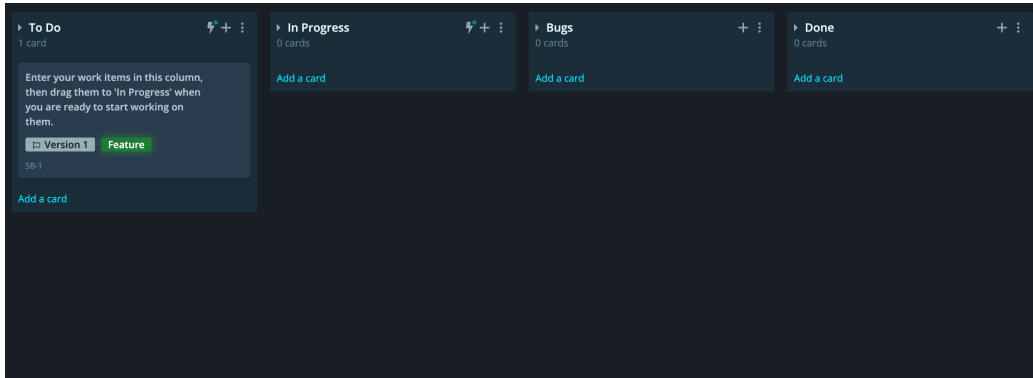 To Do
1 card
Enter your work items in this column,
then drag them to 'In Progress' when
you are ready to start working on
them.
Version 1 Feature
SB-1
Add a card
In Progress
0 cards
Add a card
Bugs
0 cards
Add a card
Done
0 cards
Add a card